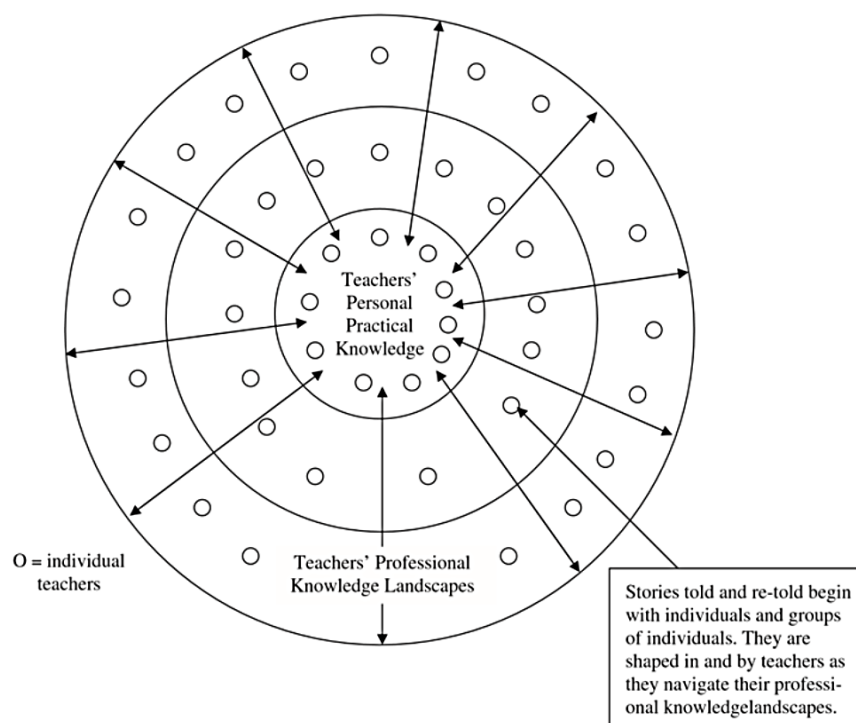 Teachers’
Personal
Practical
Knowledge
O = individual
teachers
Teachers’ Professional
Knowledge Landscapes
Stories told and re-told begin
with individuals and groups
of individuals. They are
shaped in and by teachers as
they navigate their professi-
onal knowledgelandscapes.